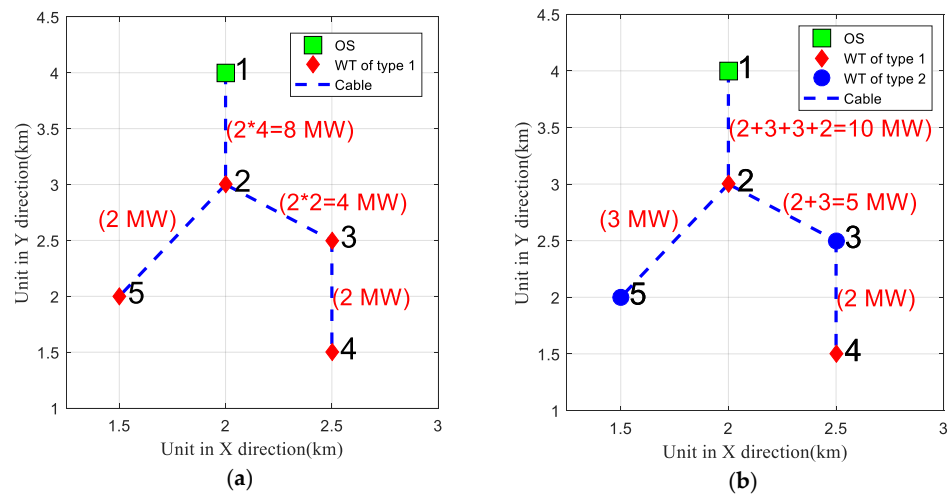 4.5
4
3.5
3
2.5
2
1.5
1
Unit in Y direction(km)
OS
WT of type 1
Cable
1
(2*4=8 MW)
2
(2 MW)
(2*2=4 MW)
3
5
(2 MW)
4
1.5
2
2.5
3
Unit in X direction(km)
(a)
4.5
4
3.5
3
2.5
2
1.5
1
Unit in Y direction(km)
OS
WT of type 1
WT of type 2
Cable
1
(2+3+3+2=10 MW)
2
(3 MW)
(2+3=5 MW)
3
5
(2 MW)
4
1.5
2
2.5
3
Unit in X direction(km)
(b)